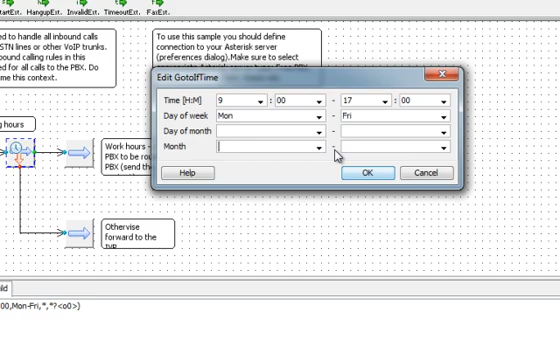 HangupExt. InvalidExt. TimeoutExt. FaxExt.
ed to handle all inbound calls
STN lines or other VoIP trunks.
bound calling rules in this
ed for all calls to the PBX. Do
me this context.
To use this sample you should define
connection to your Asterisk server
(preferences dialog).Make sure to select
Edit GotoIfTime
Time [H:M] 9 : 00 - 17 : 00
Day of week Mon - Fri
Day of month -
Month -
Help OK Cancel
g hours
Work hours -
PBX to be rou
PBX (send the
Othervise
forward to the
ild
00,Mon-Fri,*,*?<o0>)